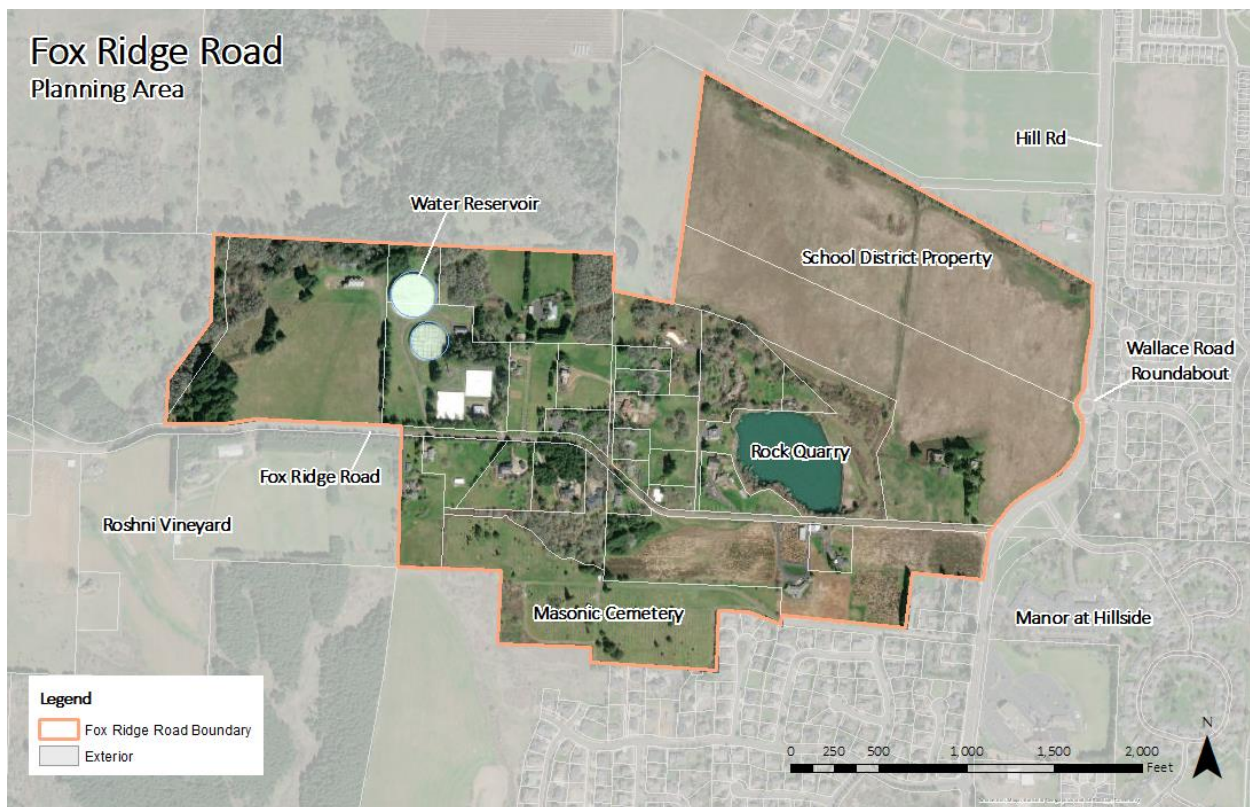 Fox Ridge Road
Planning Area
Hill Rd
Water Reservoir
School District Property
Wallace Road
Roundabout
Rock Quarry
Fox Ridge Road
Roshni Vineyard
Masonic Cemetery
Manor at Hillside
Legend
Fox Ridge Road Boundary
Exterior
0 250 500 1,000 1,500 2,000
Feet
N